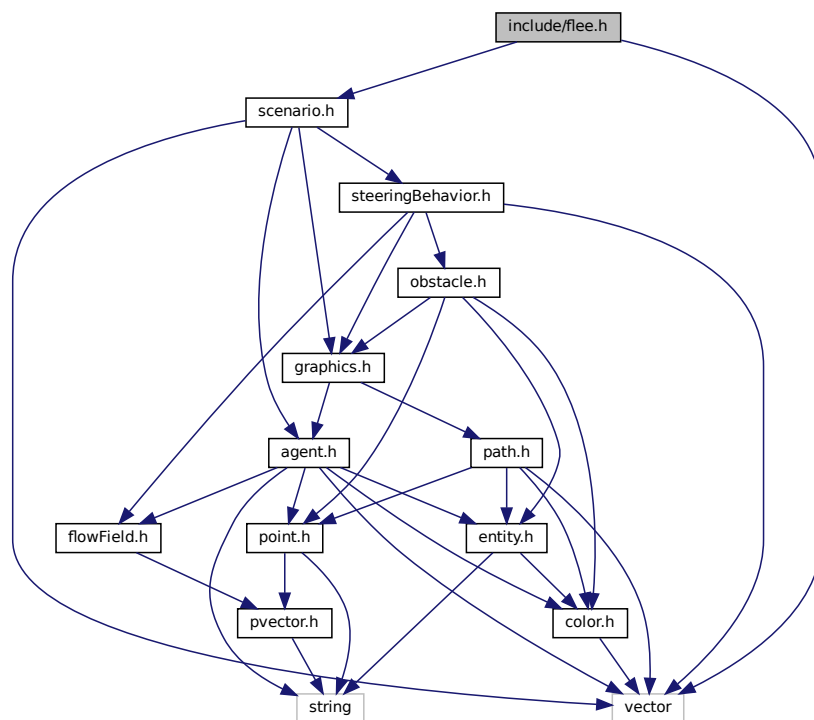 include/flee.h
scenario.h
steeringBehavior.h
obstacle.h
graphics.h
agent.h
path.h
flowField.h
point.h
entity.h
pvector.h
color.h
string
vector